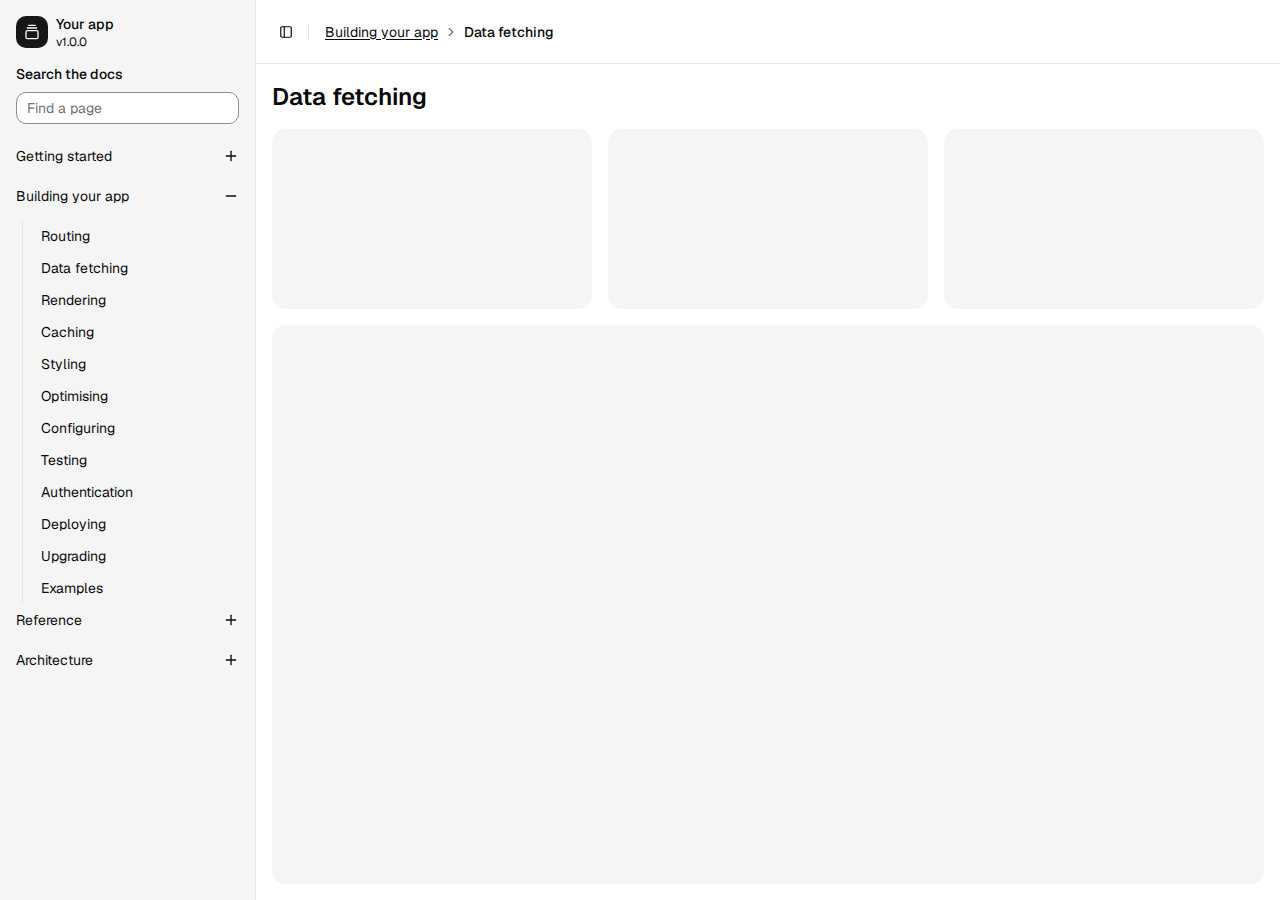 Your app
v1.0.0
Search the docs
Find a page
Getting started
Building your app
Routing
Data fetching
Rendering
Caching
Styling
Optimising
Configuring
Testing
Authentication
Deploying
Upgrading
Examples
Reference
Architecture
Building your app > Data fetching
Data fetching